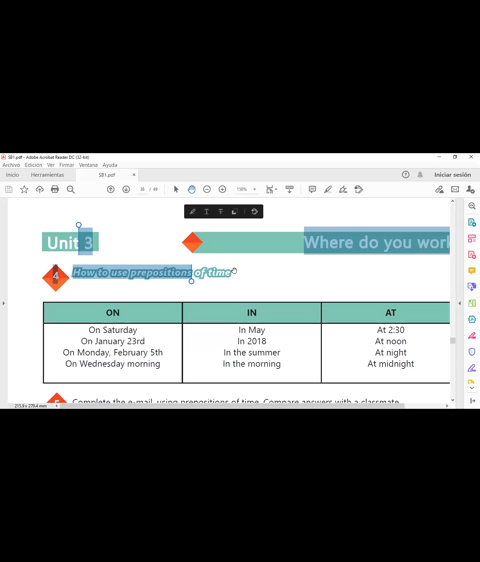 SB1.pdf - Adobe Acrobat Reader DC (32-bit)
Archivo Edición Ver Firmar Ventana Ayuda
Inicio Herramientas SB1.pdf × Iniciar sesión
36 / 49 150%
Unit 3 Where do you work
4 How to use prepositions of time
ON IN AT
On Saturday In May At 2:30
On January 23rd In 2018 At noon
On Monday, February 5th In the summer At night
On Wednesday morning In the morning At midnight
5 Complete the e-mail, using prepositions of time. Compare answers with a classmate.
215.9 x 279.4 mm